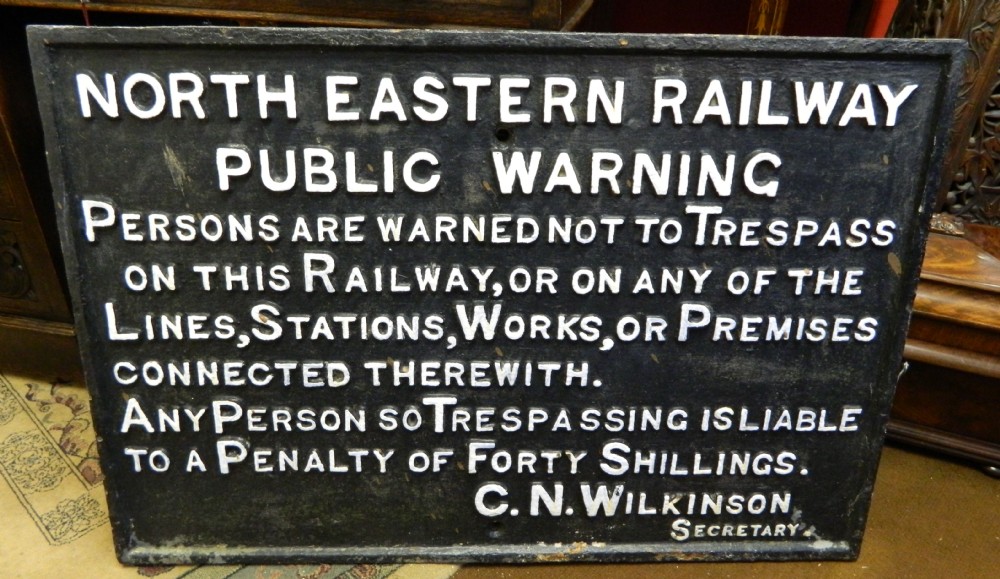 NORTH EASTERN RAILWAY
PUBLIC WARNING
PERSONS ARE WARNED NOT TO TRESPASS
ON THIS RAILWAY, OR ON ANY OF THE
LINES, STATIONS, WORKS, OR PREMISES
CONNECTED THEREWITH.
ANY PERSON SO TRESPASSING IS LIABLE
TO A PENALTY OF FORTY SHILLINGS.
C. N. WILKINSON
SECRETARY.